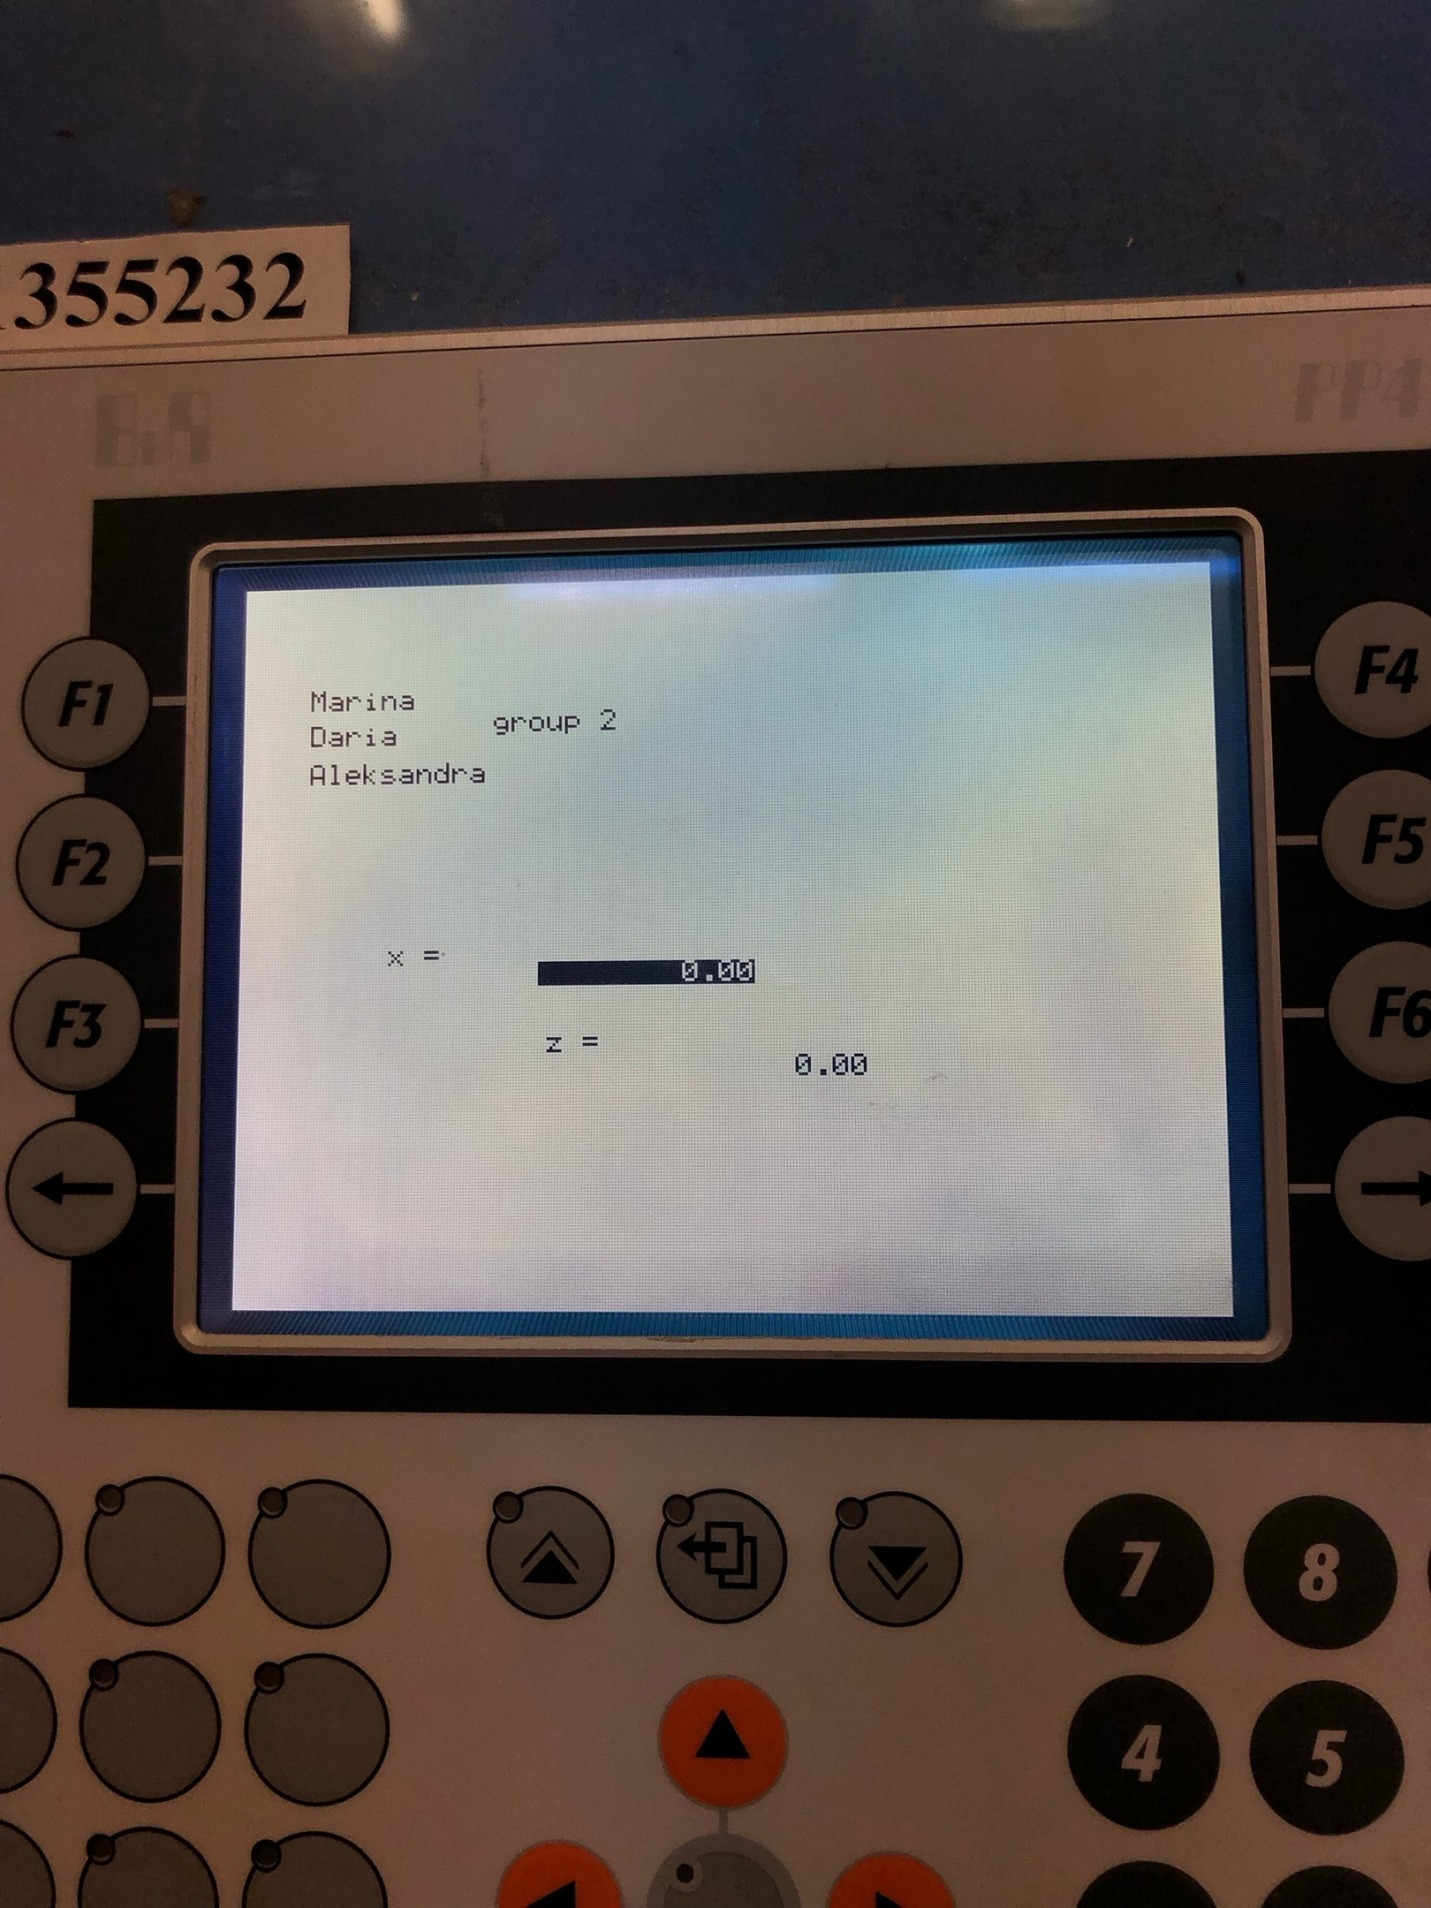 1355232
B&R
PP4
F1
F4
Marina
Daria
group 2
Aleksandra
F2
F5
x =
0.00
F3
F6
z =
0.00
7
8
4
5